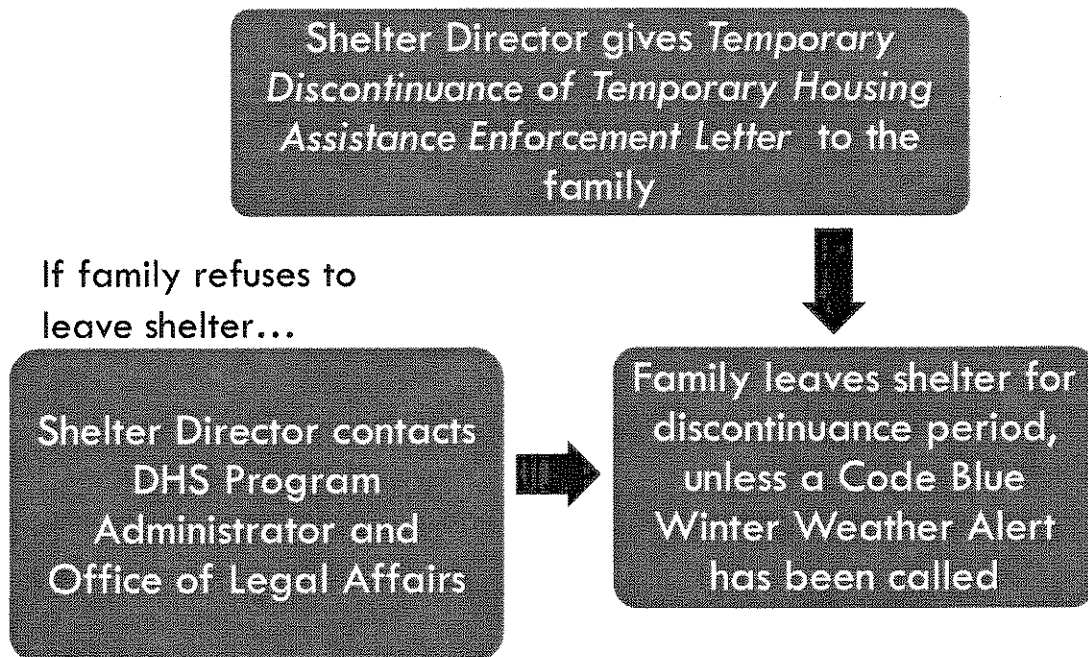 Shelter Director gives Temporary
Discontinuance of Temporary Housing
Assistance Enforcement Letter to the
family
If family refuses to
leave shelter...
Shelter Director contacts
DHS Program
Administrator and
Office of Legal Affairs
Family leaves shelter for
discontinuance period,
unless a Code Blue
Winter Weather Alert
has been called